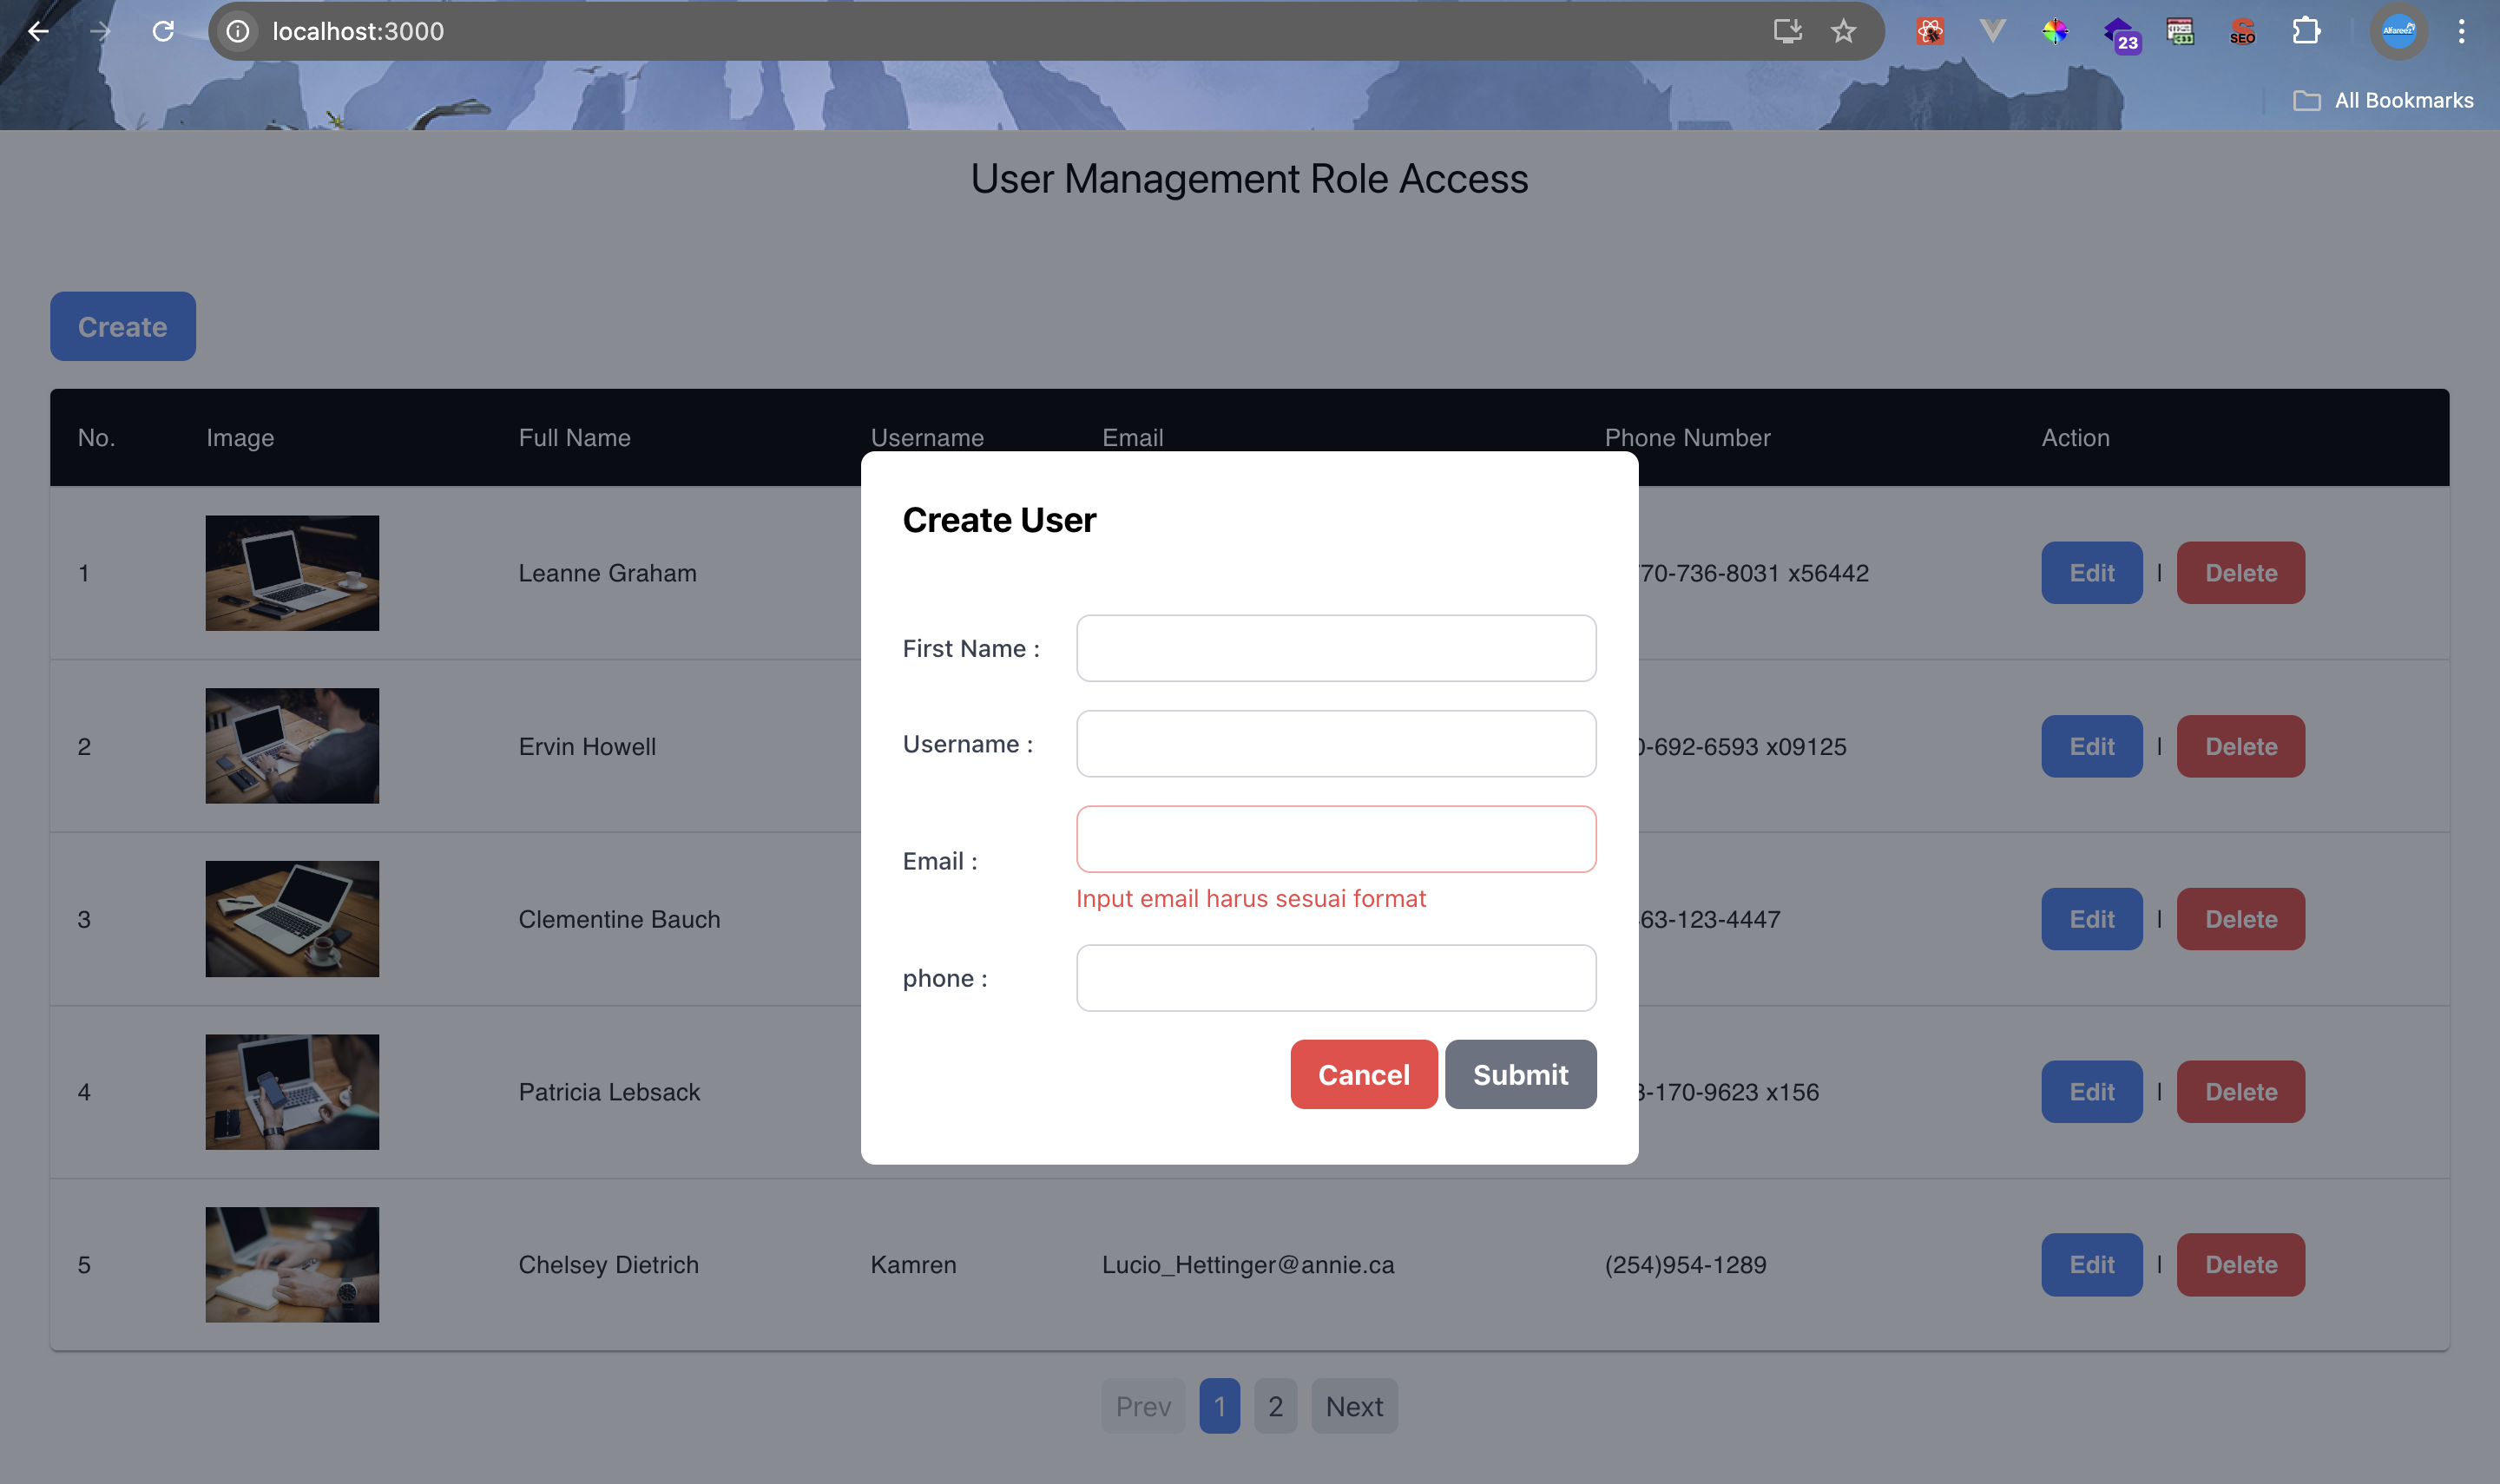 localhost:3000
23
SEO
Alfareez
All Bookmarks
User Management Role Access
Create
No. Image Full Name Username Email Phone Number Action
1 Leanne Graham 70-736-8031 x56442 Edit | Delete
2 Ervin Howell 0-692-6593 x09125 Edit | Delete
3 Clementine Bauch 63-123-4447 Edit | Delete
4 Patricia Lebsack 3-170-9623 x156 Edit | Delete
5 Chelsey Dietrich Kamren Lucio_Hettinger@annie.ca (254)954-1289 Edit | Delete
Create User
First Name :
Username :
Email :
Input email harus sesuai format
phone :
Cancel Submit
Prev 1 2 Next